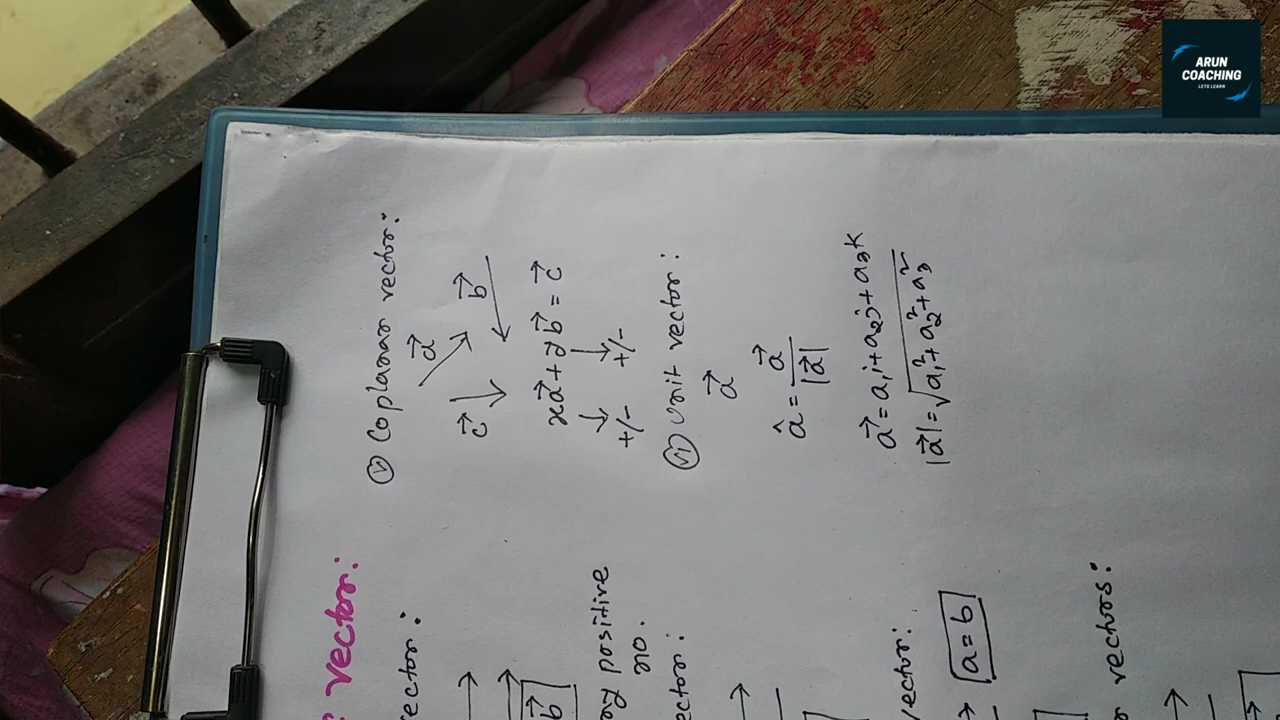 ARUN
COACHING
LETS LEARN
vector:
ector:
b⃗
positive
no.
ector:
vector:
a = b
vectors:
(v) Coplanar vector:
a⃗
b⃗
c⃗
xa⃗ + yb⃗ = c⃗
+/- +/-
(vi) Unit vector:
a⃗
â = a⃗/|a⃗|
a⃗ = a₁i + a₂j + a₃k
|a⃗| = √(a₁² + a₂² + a₃²)